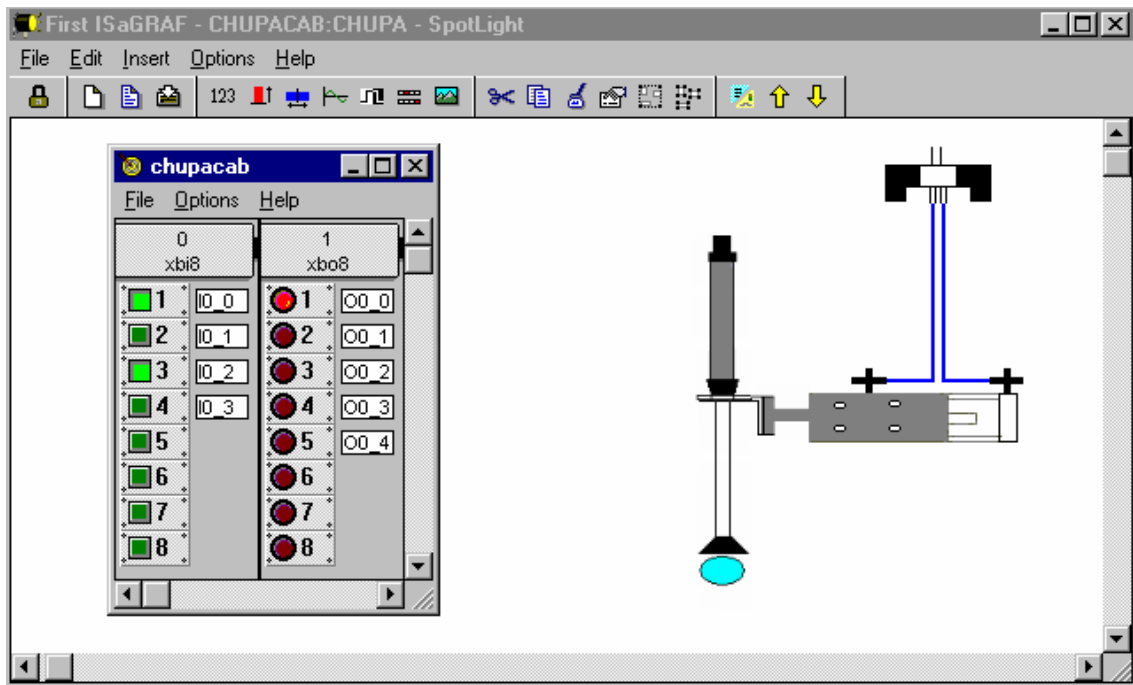 First ISaGRAF - CHUPACAB:CHUPA - SpotLight
File Edit Insert Options Help
123
chupacab
File Options Help
0 1
xbi8 xbo8
1 I0_0 1 O0_0
2 I0_1 2 O0_1
3 I0_2 3 O0_2
4 I0_3 4 O0_3
5 5 O0_4
6 6
7 7
8 8